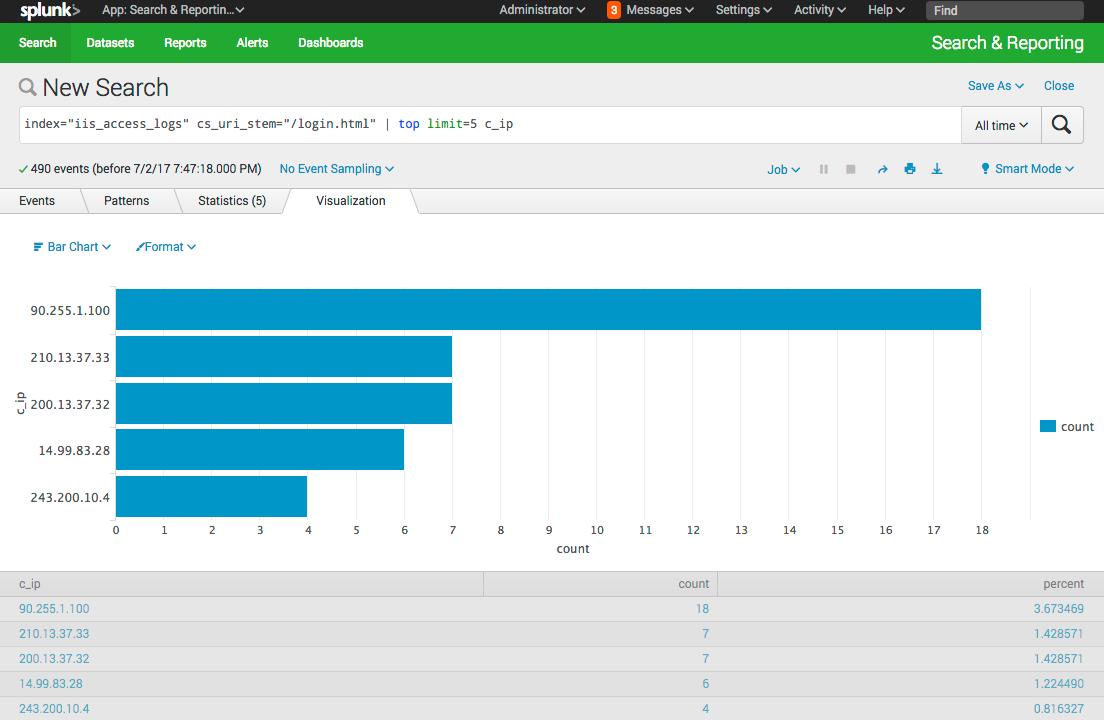 splunk> App: Search & Reportin... Administrator 3 Messages Settings Activity Help Find
Search Datasets Reports Alerts Dashboards Search & Reporting
New Search Save As Close
index="iis_access_logs" cs_uri_stem="/login.html" | top limit=5 c_ip All time
490 events (before 7/2/17 7:47:18.000 PM) No Event Sampling Job Smart Mode
Events Patterns Statistics (5) Visualization
Bar Chart Format
90.255.1.100
210.13.37.33
200.13.37.32
14.99.83.28
243.200.10.4
c_ip
count
0 1 2 3 4 5 6 7 8 9 10 11 12 13 14 15 16 17 18
count
c_ip count percent
90.255.1.100 18 3.673469
210.13.37.33 7 1.428571
200.13.37.32 7 1.428571
14.99.83.28 6 1.224490
243.200.10.4 4 0.816327